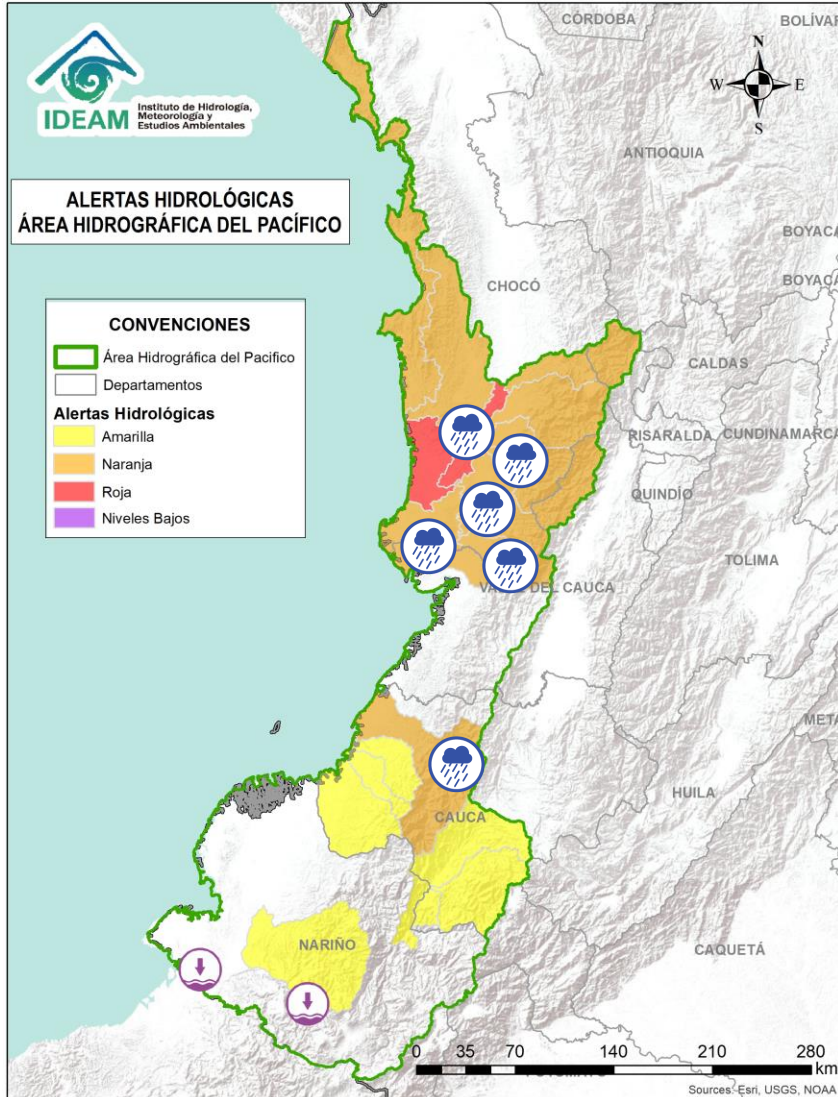 CÓRDOBA
BOLÍVAR
N
W
E
S
IDEAM
Instituto de Hidrología,
Meteorología y
Estudios Ambientales
ANTIOQUIA
ALERTAS HIDROLÓGICAS
ÁREA HIDROGRÁFICA DEL PACÍFICO
BOYACÁ
BOYACÁ
CHOCÓ
CONVENCIONES
Área Hidrográfica del Pacifico
Departamentos
Alertas Hidrológicas
Amarilla
Naranja
Roja
Niveles Bajos
CALDAS
RISARALDA
CUNDINAMARCA
QUINDÍO
TOLIMA
DEL CAUCA
META
HUILA
CAUCA
NARIÑO
CAQUETÁ
0 35 70 140 210 280
km
Sources: Esri, USGS, NOAA